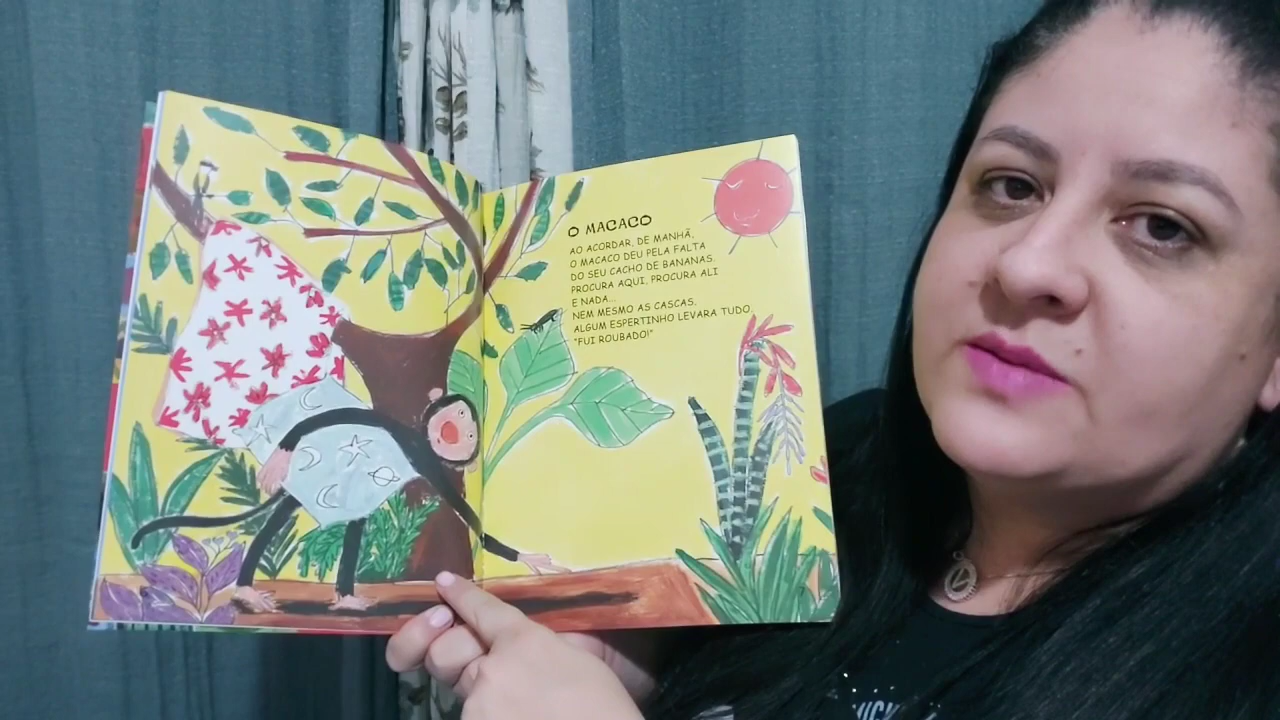 O MACACO
AO ACORDAR, DE MANHÃ,
O MACACO DEU PELA FALTA
DO SEU CACHO DE BANANAS.
PROCURA AQUI, PROCURA ALI
E NADA...
NEM MESMO AS CASCAS.
ALGUM ESPERTINHO LEVARA TUDO.
"FUI ROUBADO!"